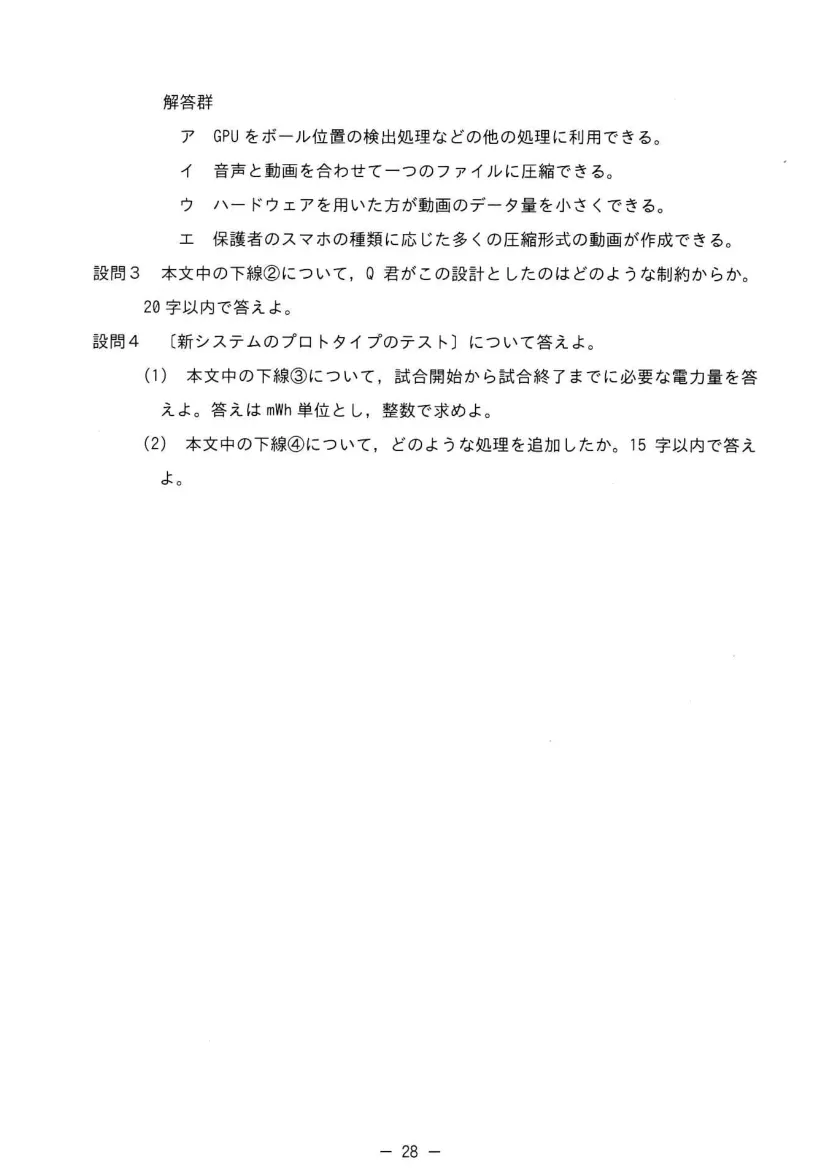 解答群
ア GPU をボール位置の検出処理などの他の処理に利用できる。
イ 音声と動画を合わせて一つのファイルに圧縮できる。
ウ ハードウェアを用いた方が動画のデータ量を小さくできる。
エ 保護者のスマホの種類に応じた多くの圧縮形式の動画が作成できる。
設問3 本文中の下線②について，Q 君がこの設計としたのはどのような制約からか。
20 字以内で答えよ。
設問4 〔新システムのプロトタイプのテスト〕について答えよ。
(1) 本文中の下線③について，試合開始から試合終了までに必要な電力量を答
えよ。答えは mWh 単位とし，整数で求めよ。
(2) 本文中の下線④について，どのような処理を追加したか。15 字以内で答え
よ。
− 28 −